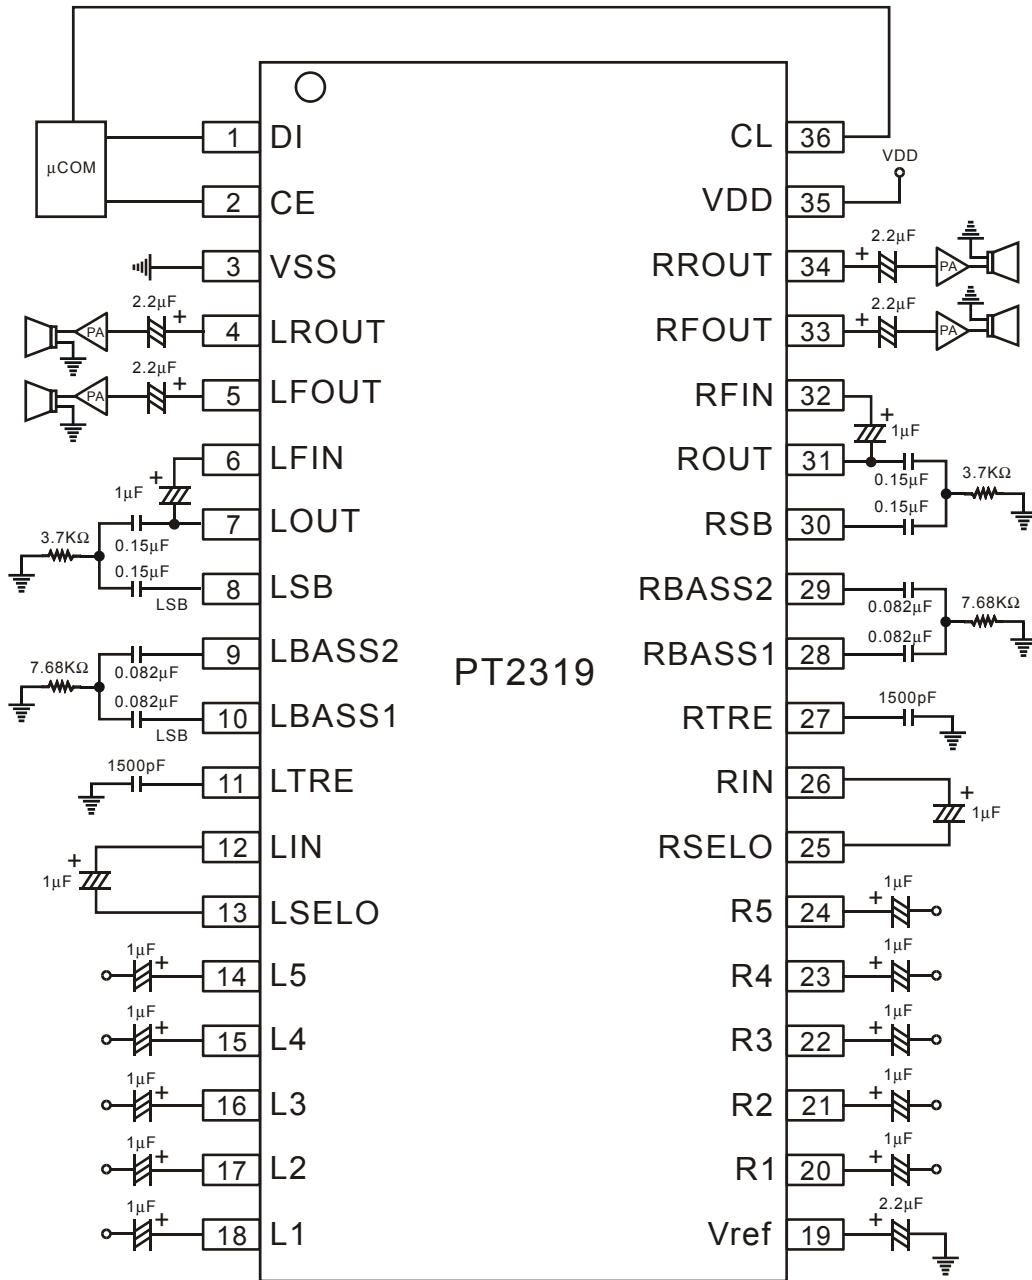 μCOM
1 DI
CL 36
VDD
2 CE
VDD 35
3 VSS
RROUT 34
+ 2.2μF PA
2.2μF + PA
4 LROUT
RFOUT 33
+ 2.2μF PA
2.2μF + PA
5 LFOUT
RFIN 32
+ 1μF
6 LFIN
+ 1μF
ROUT 31
0.15μF
3.7KΩ
7 LOUT
3.7KΩ
0.15μF
RSB 30
0.15μF
8 LSB
0.15μF
LSB
RBASS2 29
0.082μF
7.68KΩ
9 LBASS2
7.68KΩ
0.082μF
PT2319
RBASS1 28
0.082μF
10 LBASS1
0.082μF
LSB
RTRE 27
1500pF
1500pF
11 LTRE
RIN 26
+ 1μF
12 LIN
+ 1μF
RSELO 25
13 LSELO
R5 24
+ 1μF
1μF +
14 L5
R4 23
+ 1μF
1μF +
15 L4
R3 22
+ 1μF
1μF +
16 L3
R2 21
+ 1μF
1μF +
17 L2
R1 20
+ 1μF
1μF +
18 L1
Vref 19
+ 2.2μF